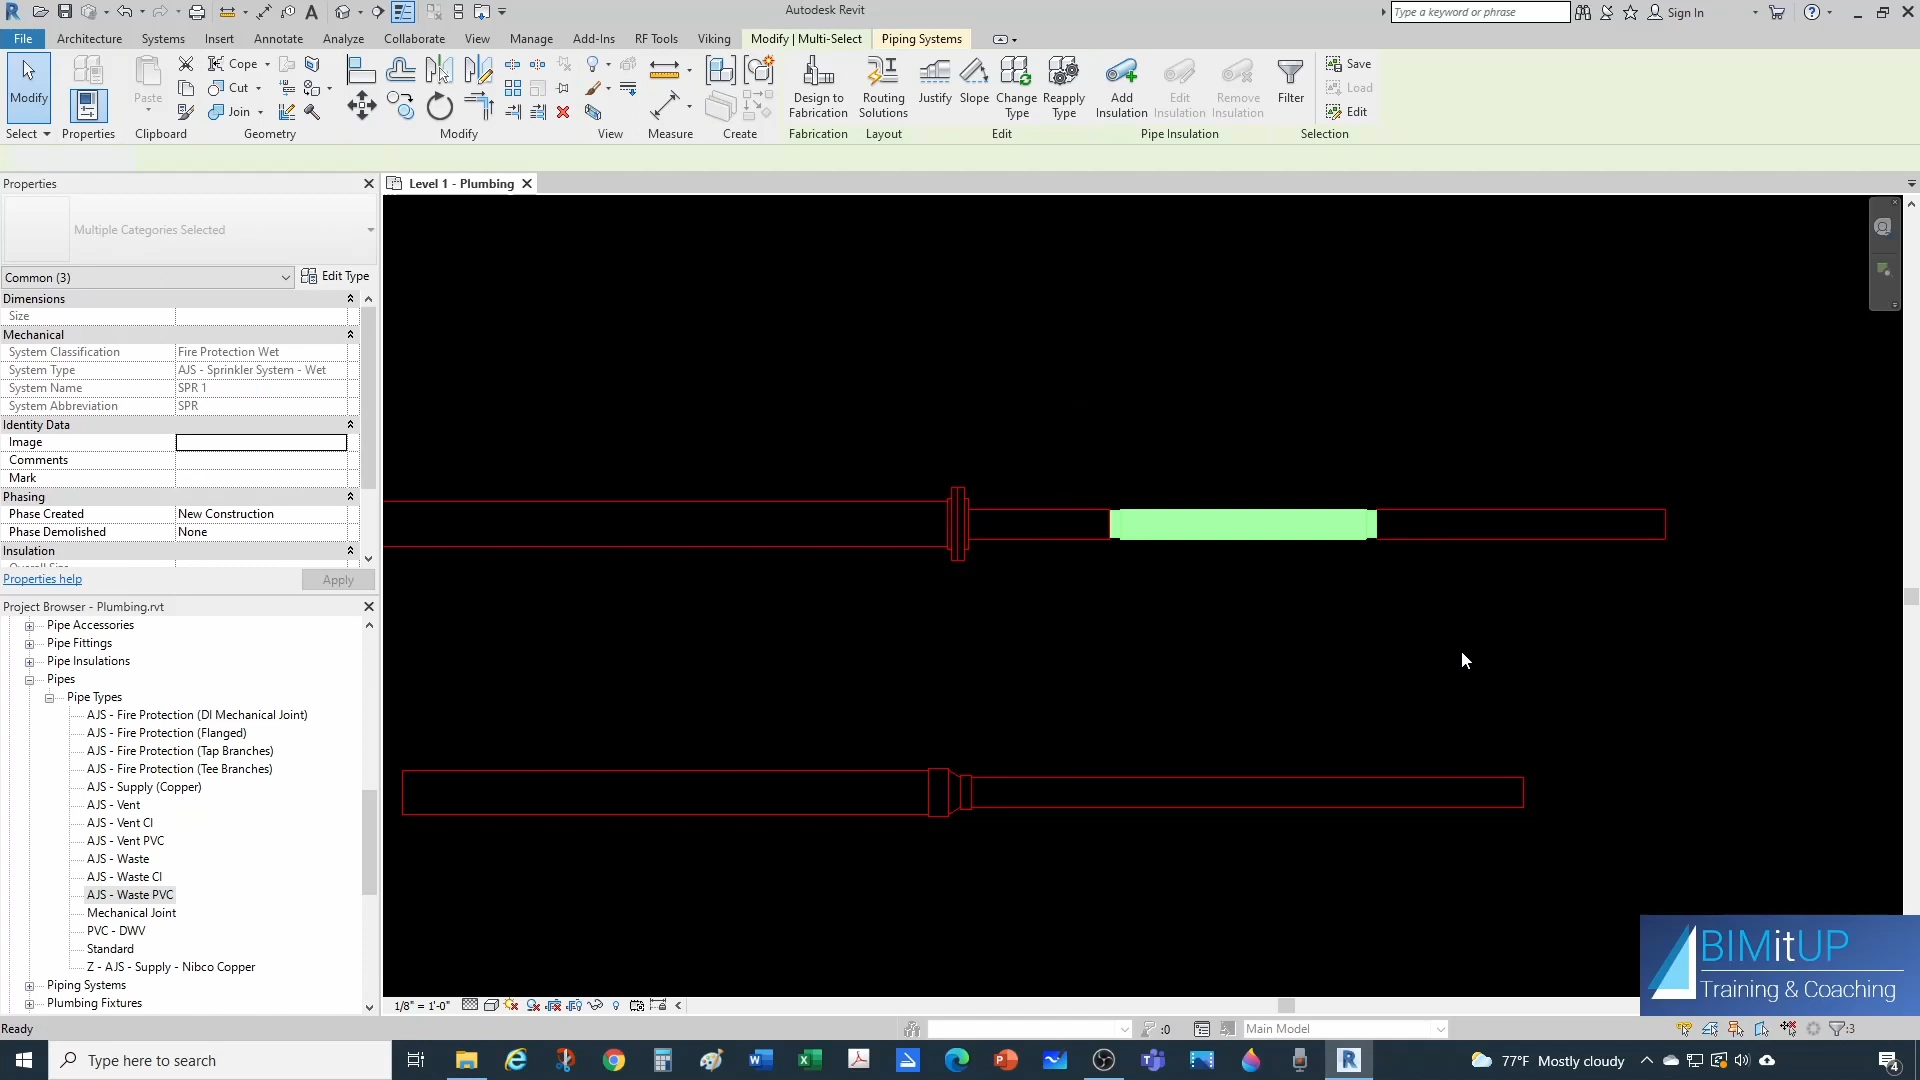 Autodesk Revit
Type a keyword or phrase
Sign In
File Architecture Systems Insert Annotate Analyze Collaborate View Manage Add-Ins RF Tools Viking Modify | Multi-Select Piping Systems
Modify
Paste
Cope
Cut
Join
Design to Fabrication
Routing Solutions
Justify
Slope
Change Type
Reapply Type
Add Insulation
Edit Insulation
Remove Insulation
Filter
Save
Load
Edit
Select Properties Clipboard Geometry Modify View Measure Create Fabrication Layout Edit Pipe Insulation Selection
Properties
Level 1 - Plumbing
Multiple Categories Selected
Common (3)
Edit Type
Dimensions
Size
Mechanical
System Classification Fire Protection Wet
System Type AJS - Sprinkler System - Wet
System Name SPR 1
System Abbreviation SPR
Identity Data
Image
Comments
Mark
Phasing
Phase Created New Construction
Phase Demolished None
Insulation
Overall Size
Properties help
Apply
Project Browser - Plumbing.rvt
Pipe Accessories
Pipe Fittings
Pipe Insulations
Pipes
Pipe Types
AJS - Fire Protection (DI Mechanical Joint)
AJS - Fire Protection (Flanged)
AJS - Fire Protection (Tap Branches)
AJS - Fire Protection (Tee Branches)
AJS - Supply (Copper)
AJS - Vent
AJS - Vent CI
AJS - Vent PVC
AJS - Waste
AJS - Waste CI
AJS - Waste PVC
Mechanical Joint
PVC - DWV
Standard
Z - AJS - Supply - Nibco Copper
Piping Systems
Plumbing Fixtures
1/8" = 1'-0"
BIMitUP
Training & Coaching
Ready
:0
Main Model
:3
Type here to search
77°F Mostly cloudy
4